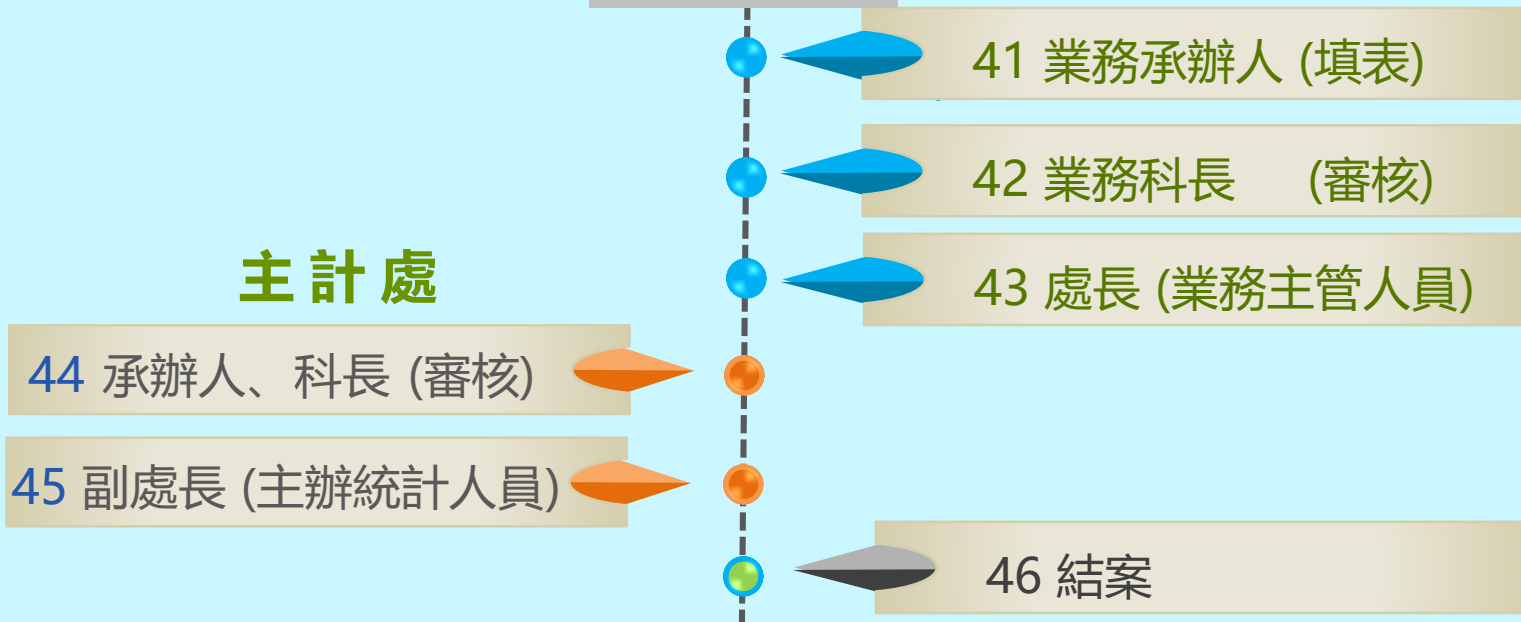 41 業務承辦人 (填表)
42 業務科長 (審核)
43 處長 (業務主管人員)
主計處
44 承辦人、科長 (審核)
45 副處長 (主辦統計人員)
46 結案